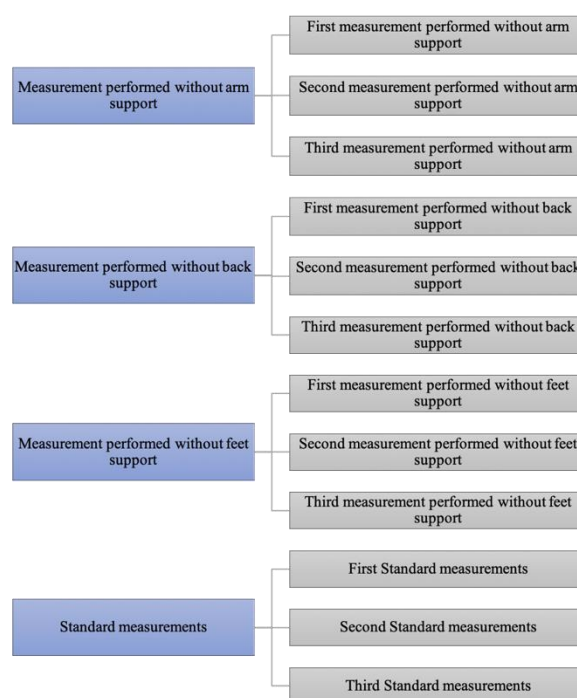 Measurement performed without arm
support
First measurement performed without arm
support
Second measurement performed without arm
support
Third measurement performed without arm
support
Measurement performed without back
support
First measurement performed without back
support
Second measurement performed without back
support
Third measurement performed without back
support
Measurement performed without feet
support
First measurement performed without feet
support
Second measurement performed without feet
support
Third measurement performed without feet
support
Standard measurements
First Standard measurements
Second Standard measurements
Third Standard measurements